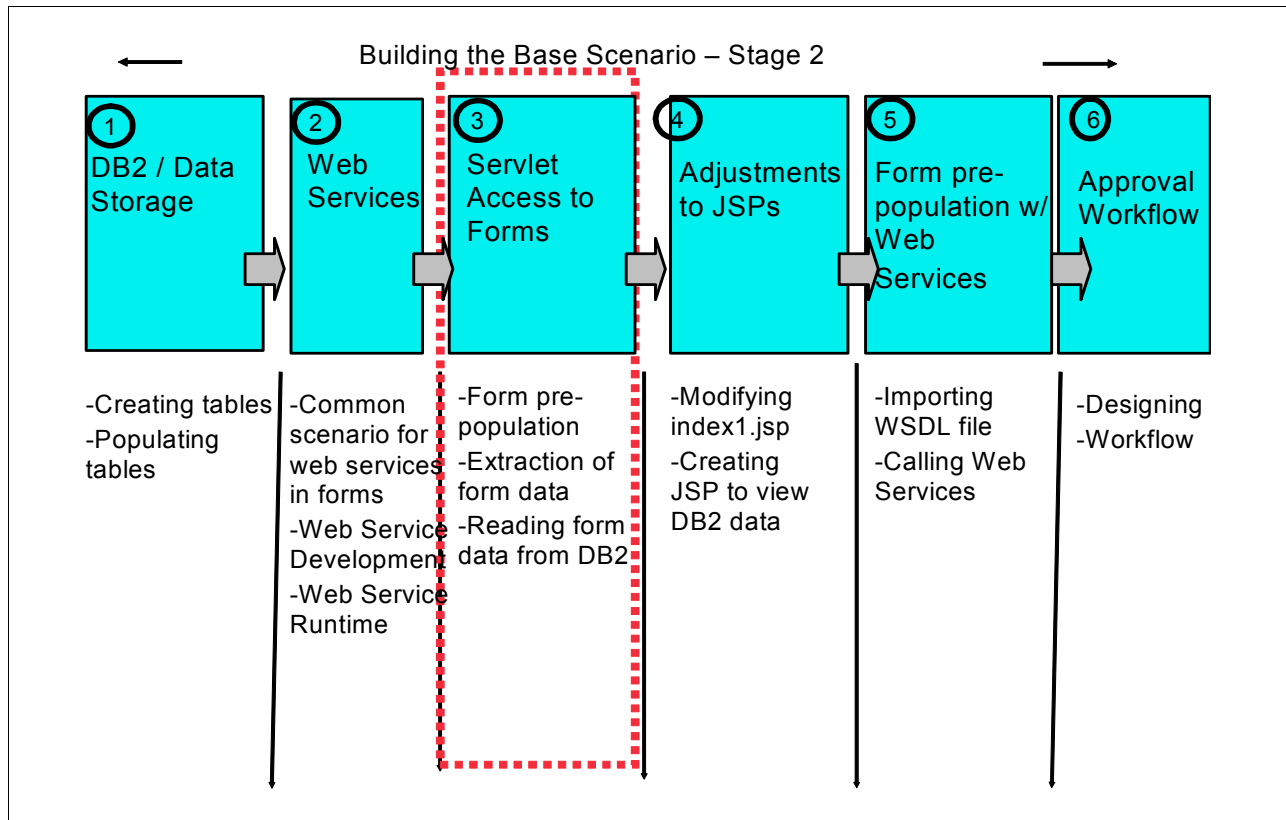 Building the Base Scenario – Stage 2
1
DB2 / Data
Storage
2
Web
Services
3
Servlet
Access to
Forms
4
Adjustments
to JSPs
5
Form pre-
population w/
Web
Services
6
Approval
Workflow
-Creating tables
-Populating
tables
-Common
scenario for
web services
in forms
-Web Service
Development
-Web Service
Runtime
-Form pre-
population
-Extraction of
form data
-Reading form
data from DB2
-Modifying
index1.jsp
-Creating
JSP to view
DB2 data
-Importing
WSDL file
-Calling Web
Services
-Designing
-Workflow